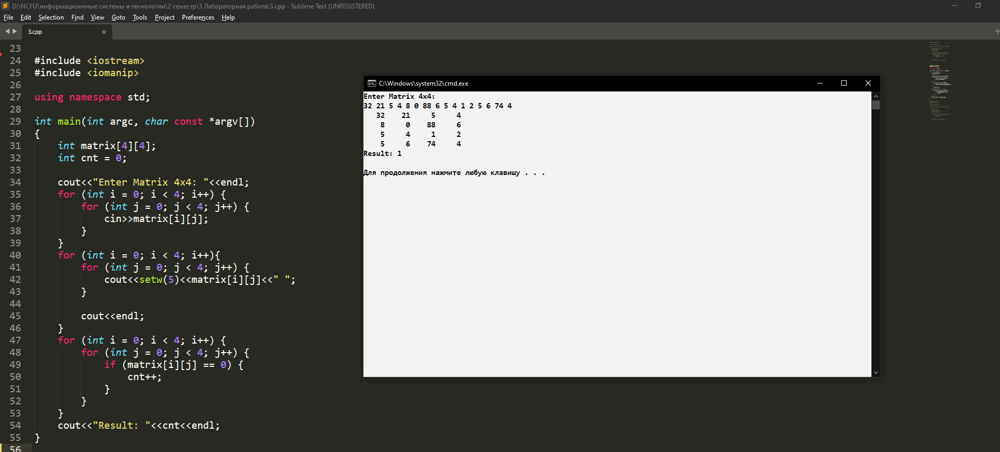 D:\NCFU\информационнные системы и технологии\2 семестр\3 Лабораторная работа\3.cpp - Sublime Text (UNREGISTERED)
File Edit Selection Find View Goto Tools Project Preferences Help
3.cpp
23
24 #include <iostream>
25 #include <iomanip>
26
27 using namespace std;
28
29 int main(int argc, char const *argv[])
30 {
31 int matrix[4][4];
32 int cnt = 0;
33
34 cout<<"Enter Matrix 4x4: "<<endl;
35 for (int i = 0; i < 4; i++) {
36 for (int j = 0; j < 4; j++) {
37 cin>>matrix[i][j];
38 }
39 }
40 for (int i = 0; i < 4; i++){
41 for (int j = 0; j < 4; j++) {
42 cout<<setw(5)<<matrix[i][j]<<" ";
43 }
44
45 cout<<endl;
46 }
47 for (int i = 0; i < 4; i++) {
48 for (int j = 0; j < 4; j++) {
49 if (matrix[i][j] == 0) {
50 cnt++;
51 }
52 }
53 }
54 cout<<"Result: "<<cnt<<endl;
55 }
56
C:\Windows\system32\cmd.exe
Enter Matrix 4x4:
32 21 5 4 8 0 88 6 5 4 1 2 5 6 74 4
32 21 5 4
8 0 88 6
5 4 1 2
5 6 74 4
Result: 1
Для продолжения нажмите любую клавишу . . .